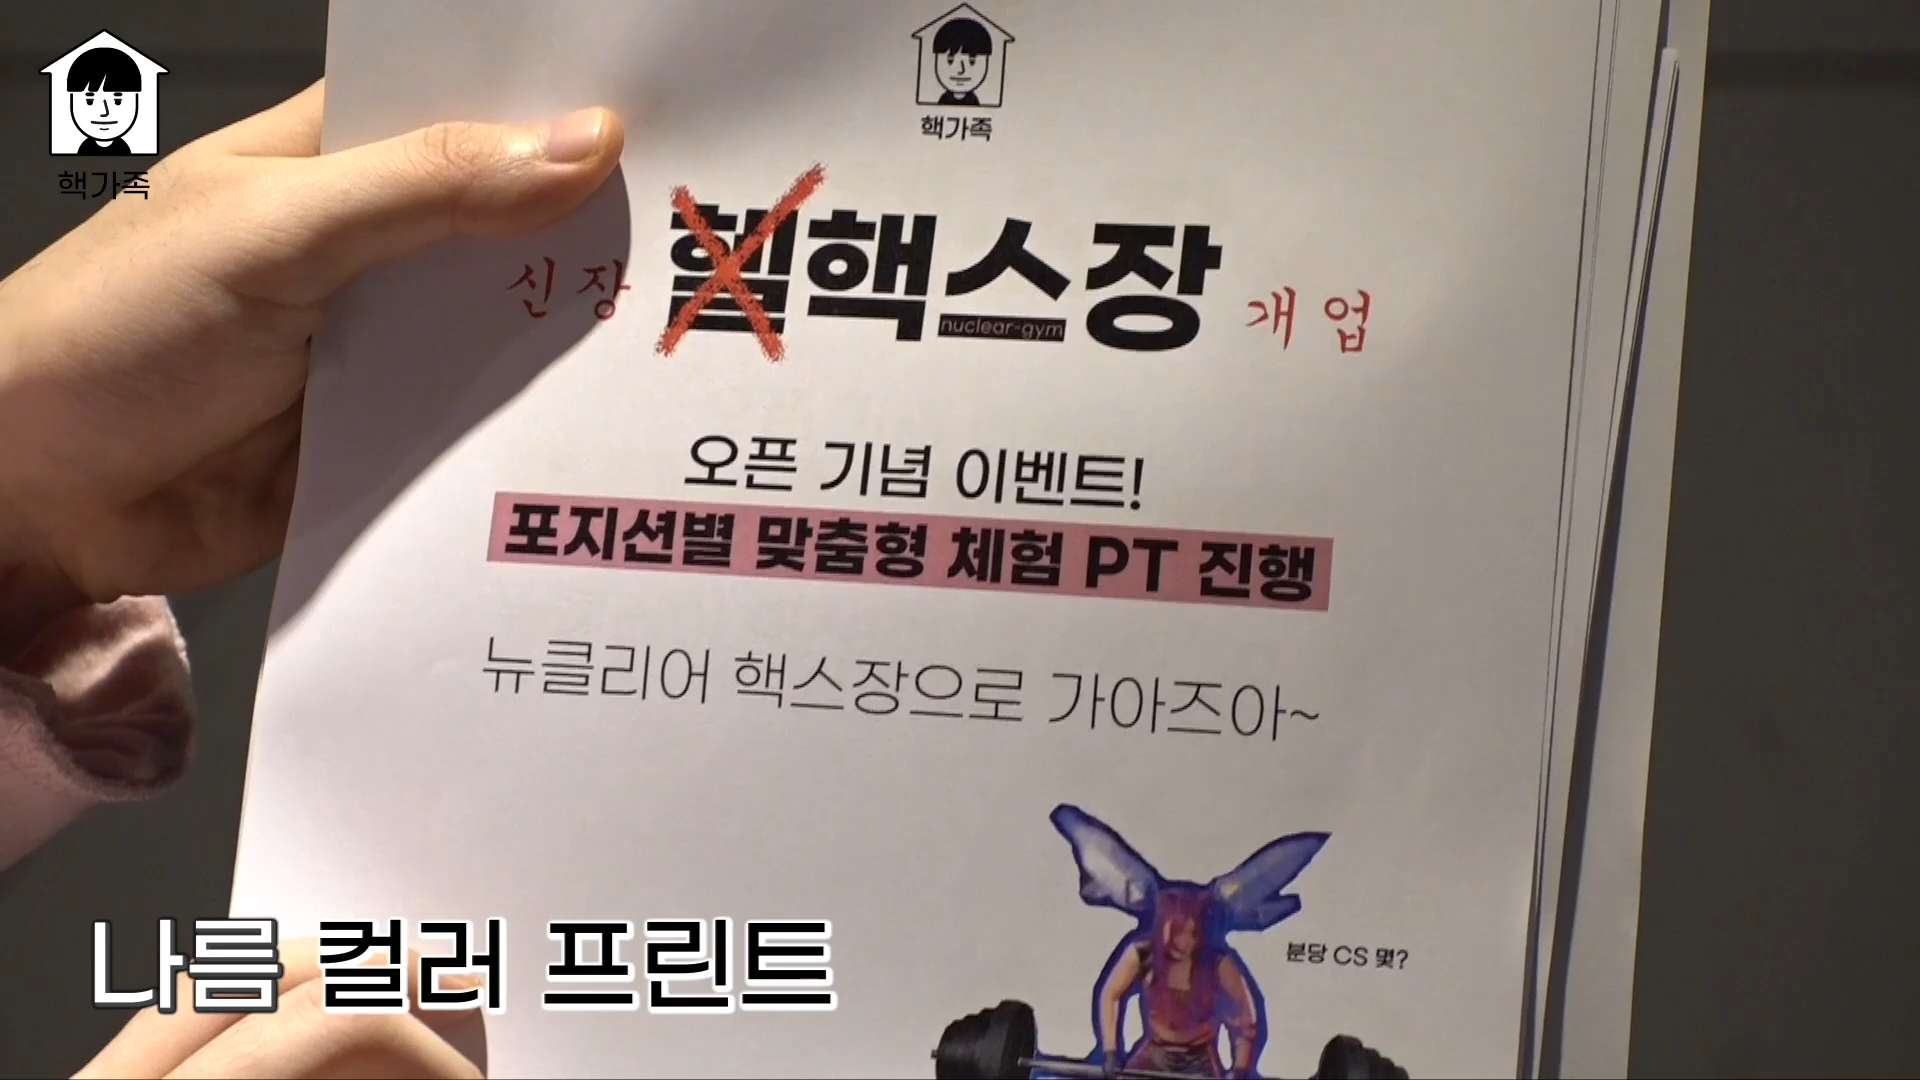 핵가족
핵가족
신장 헬핵스장 개업
nuclear-gym
오픈 기념 이벤트!
포지션별 맞춤형 체험 PT 진행
뉴클리어 핵스장으로 가아즈아~
분당 CS 몇?
나름 컬러 프린트